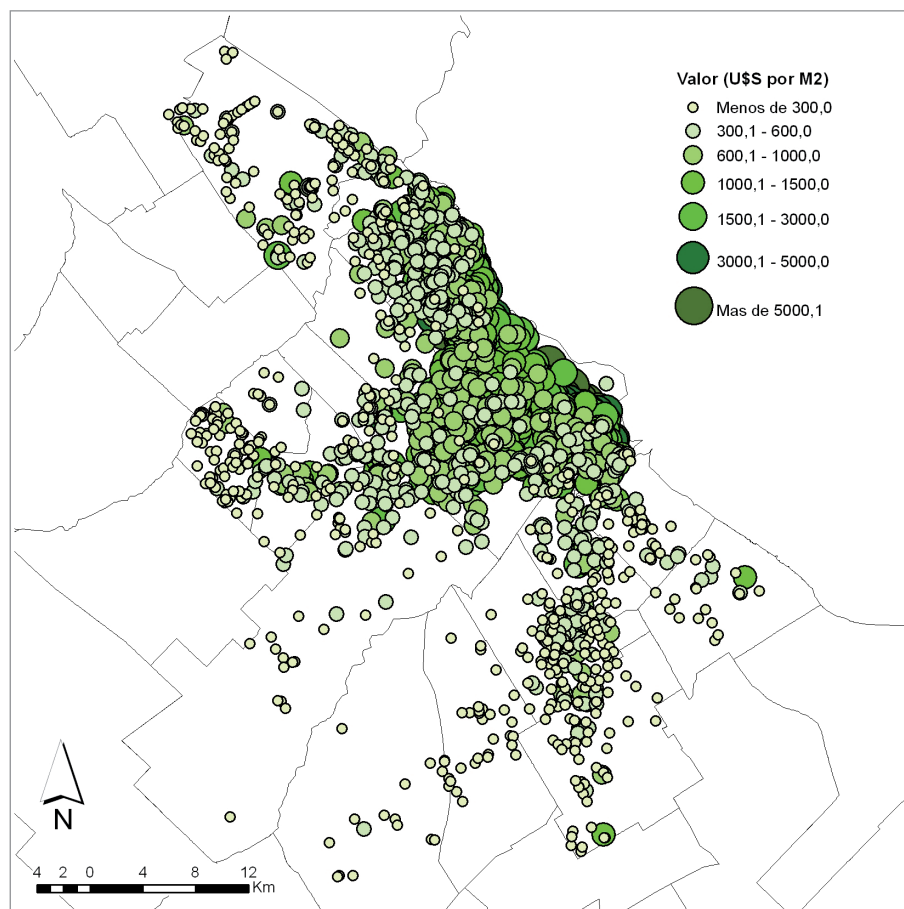 Valor (U$S por M2)
Menos de 300,0
300,1 - 600,0
600,1 - 1000,0
1000,1 - 1500,0
1500,1 - 3000,0
3000,1 - 5000,0
Mas de 5000,1
N
4 2 0 4 8 12
Km